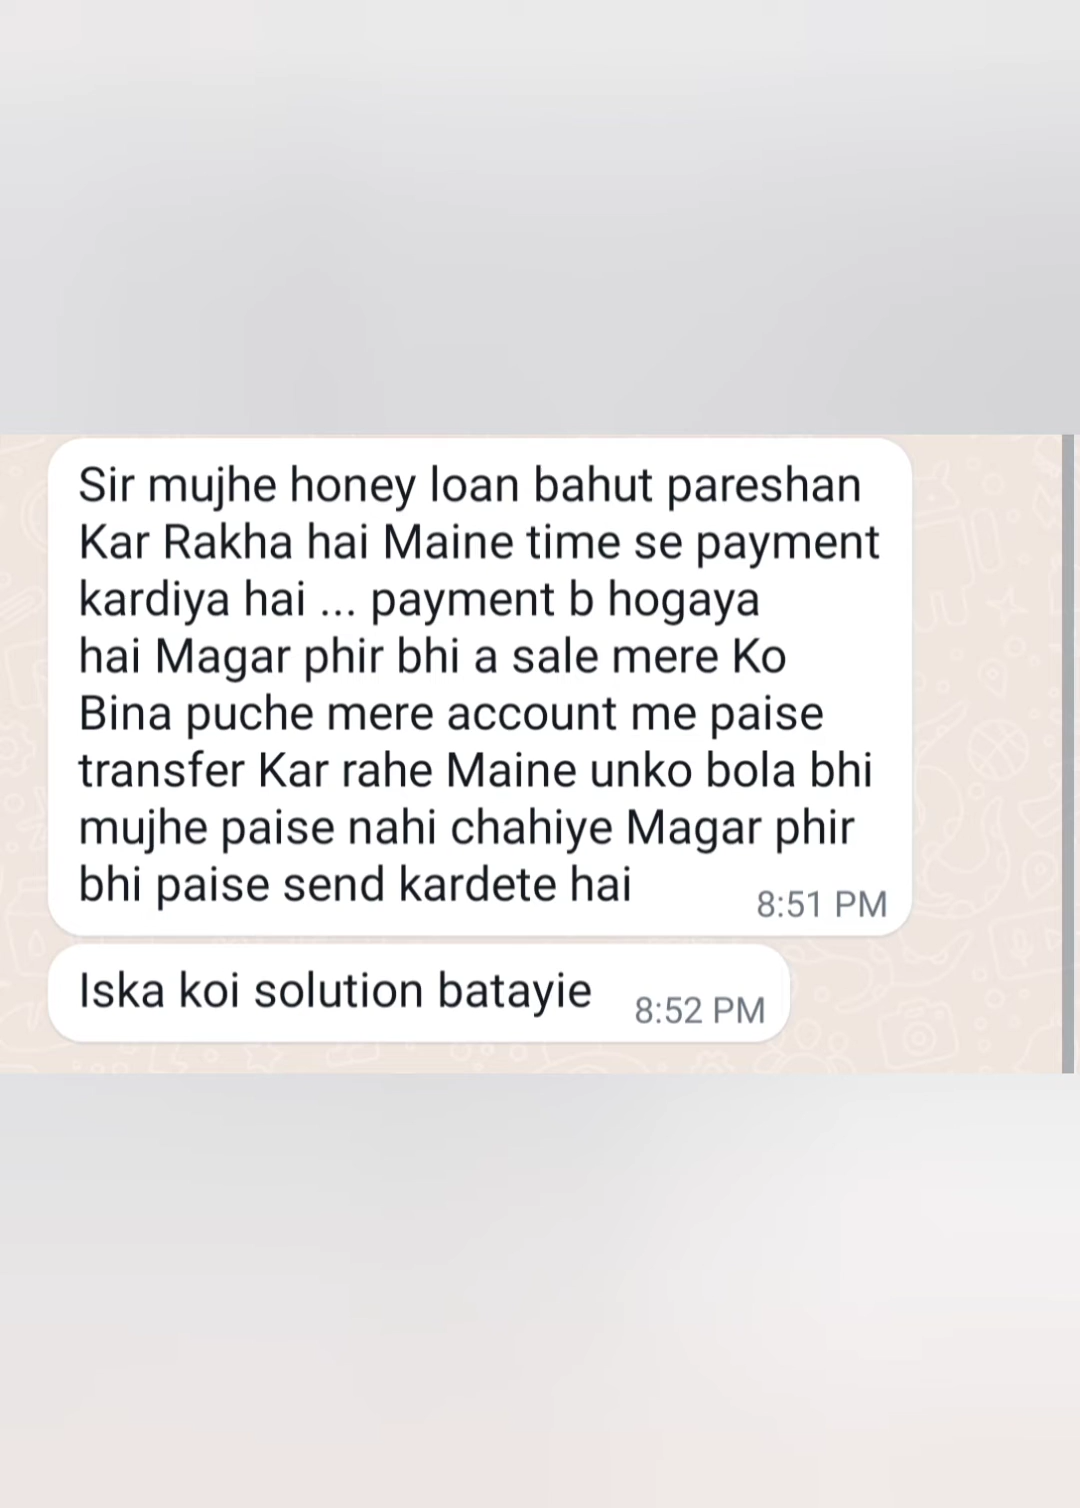 Sir mujhe honey loan bahut pareshan
Kar Rakha hai Maine time se payment
kardiya hai ... payment b hogaya
hai Magar phir bhi a sale mere Ko
Bina puche mere account me paise
transfer Kar rahe Maine unko bola bhi
mujhe paise nahi chahiye Magar phir
bhi paise send kardete hai
8:51 PM
Iska koi solution batayie
8:52 PM